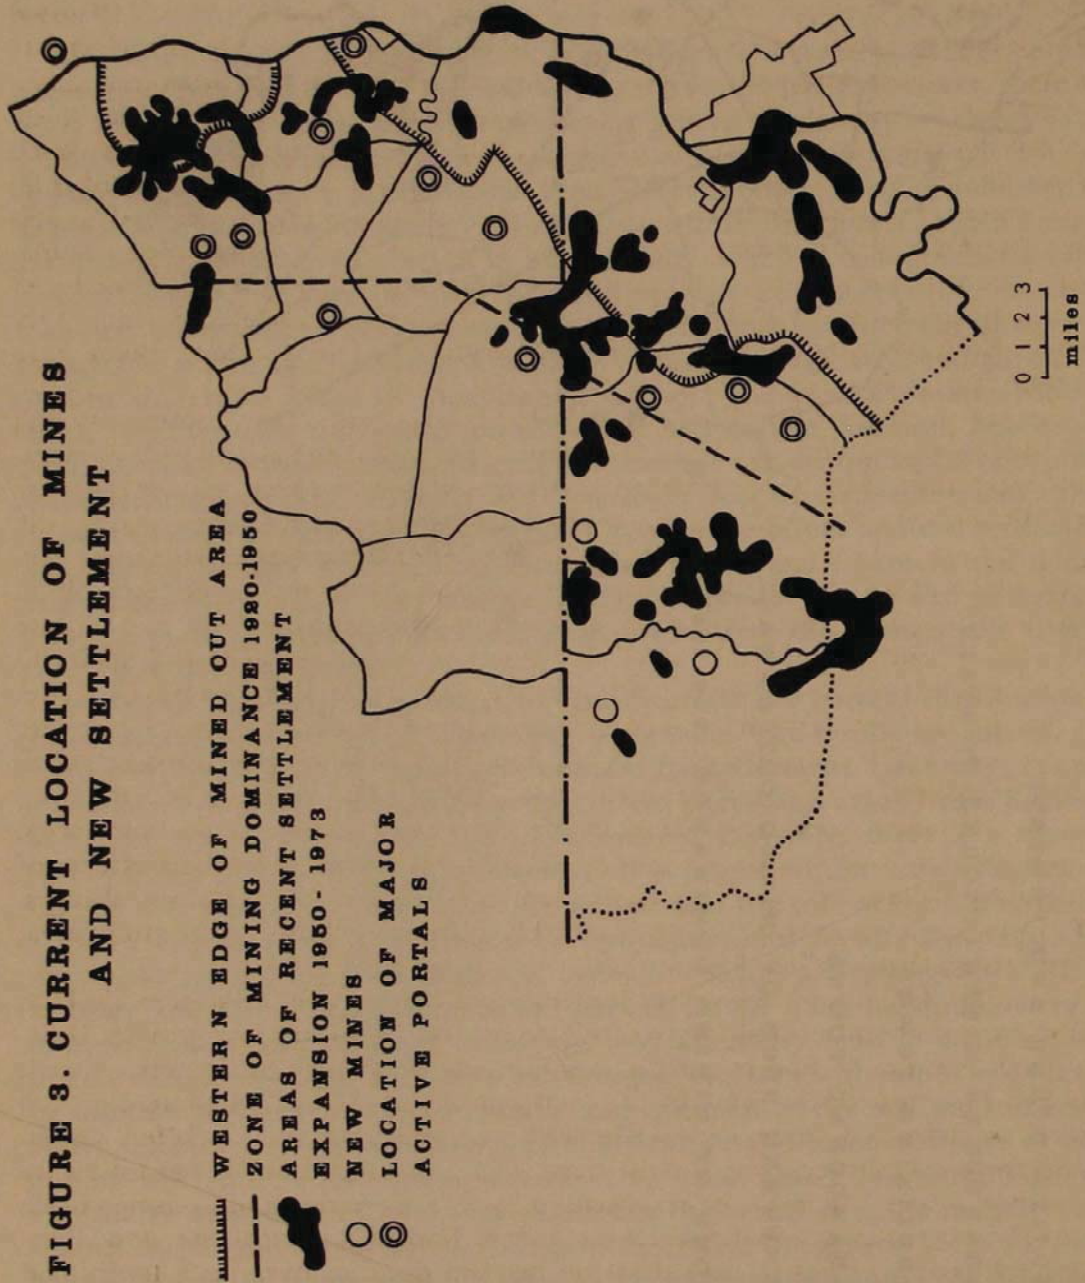 FIGURE 3. CURRENT LOCATION OF MINES
AND NEW SETTLEMENT
WESTERN EDGE OF MINED OUT AREA
ZONE OF MINING DOMINANCE 1920-1950
AREAS OF RECENT SETTLEMENT
EXPANSION 1950-1973
NEW MINES
LOCATION OF MAJOR
ACTIVE PORTALS
0 1 2 3
miles